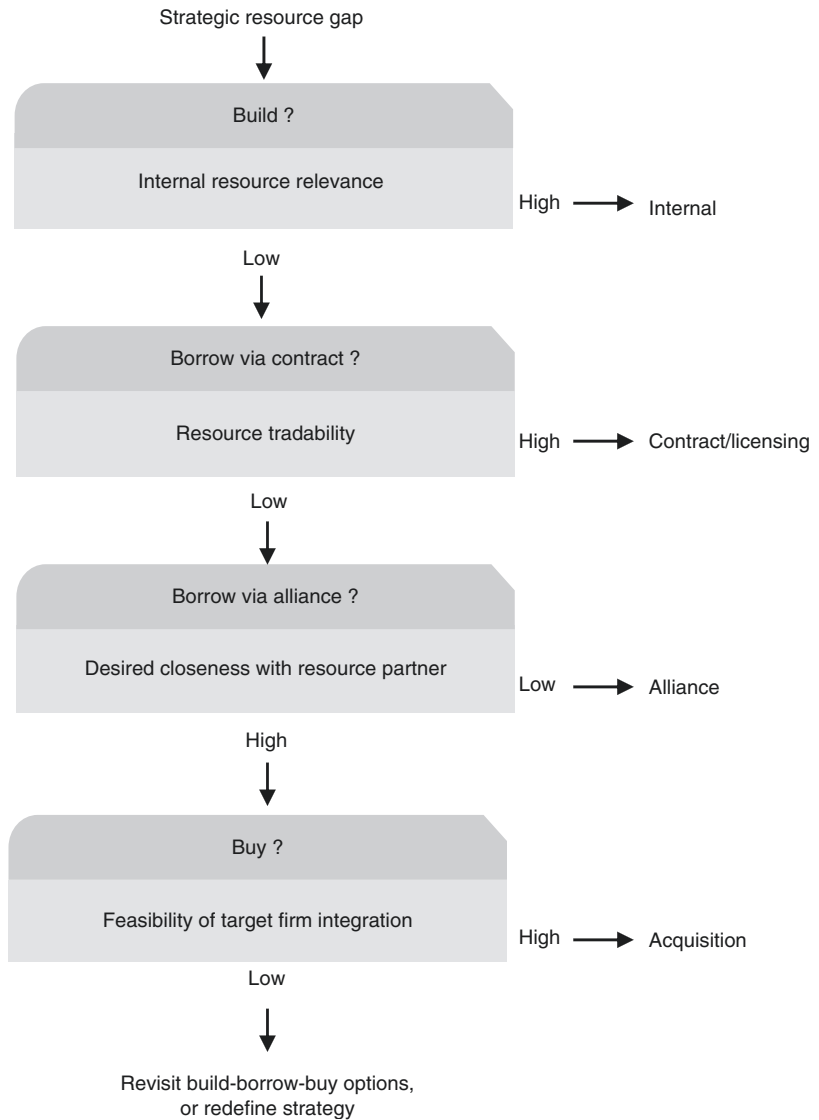 Strategic resource gap
Build ?
Internal resource relevance
High
Internal
Low
Borrow via contract ?
Resource tradability
High
Contract/licensing
Low
Borrow via alliance ?
Desired closeness with resource partner
Low
Alliance
High
Buy ?
Feasibility of target firm integration
High
Acquisition
Low
Revisit build-borrow-buy options,
or redefine strategy